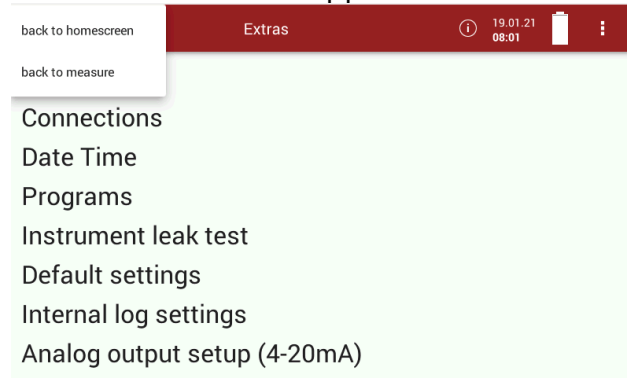 back to homescreen
Extras
19.01.21
08:01
back to measure
Connections
Date Time
Programs
Instrument leak test
Default settings
Internal log settings
Analog output setup (4-20mA)